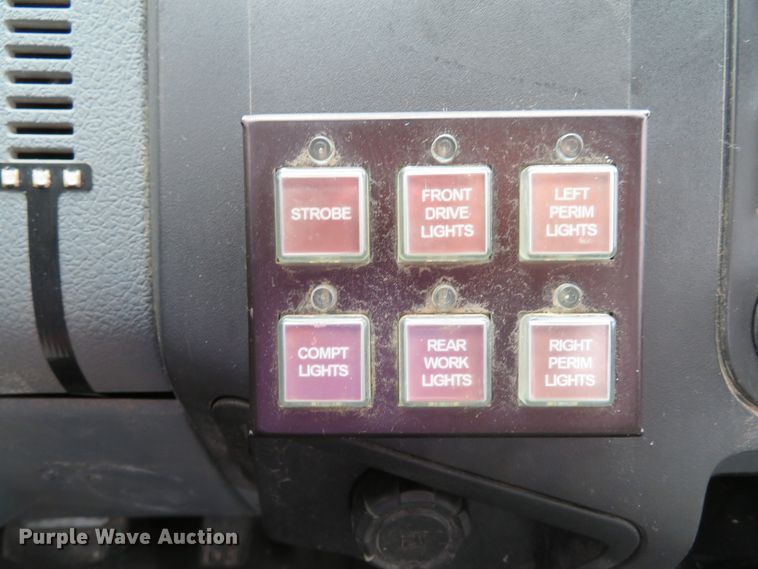 STROBE
FRONT
DRIVE
LIGHTS
LEFT
PERIM
LIGHTS
COMPT
LIGHTS
REAR
WORK
LIGHTS
RIGHT
PERIM
LIGHTS
Purple Wave Auction